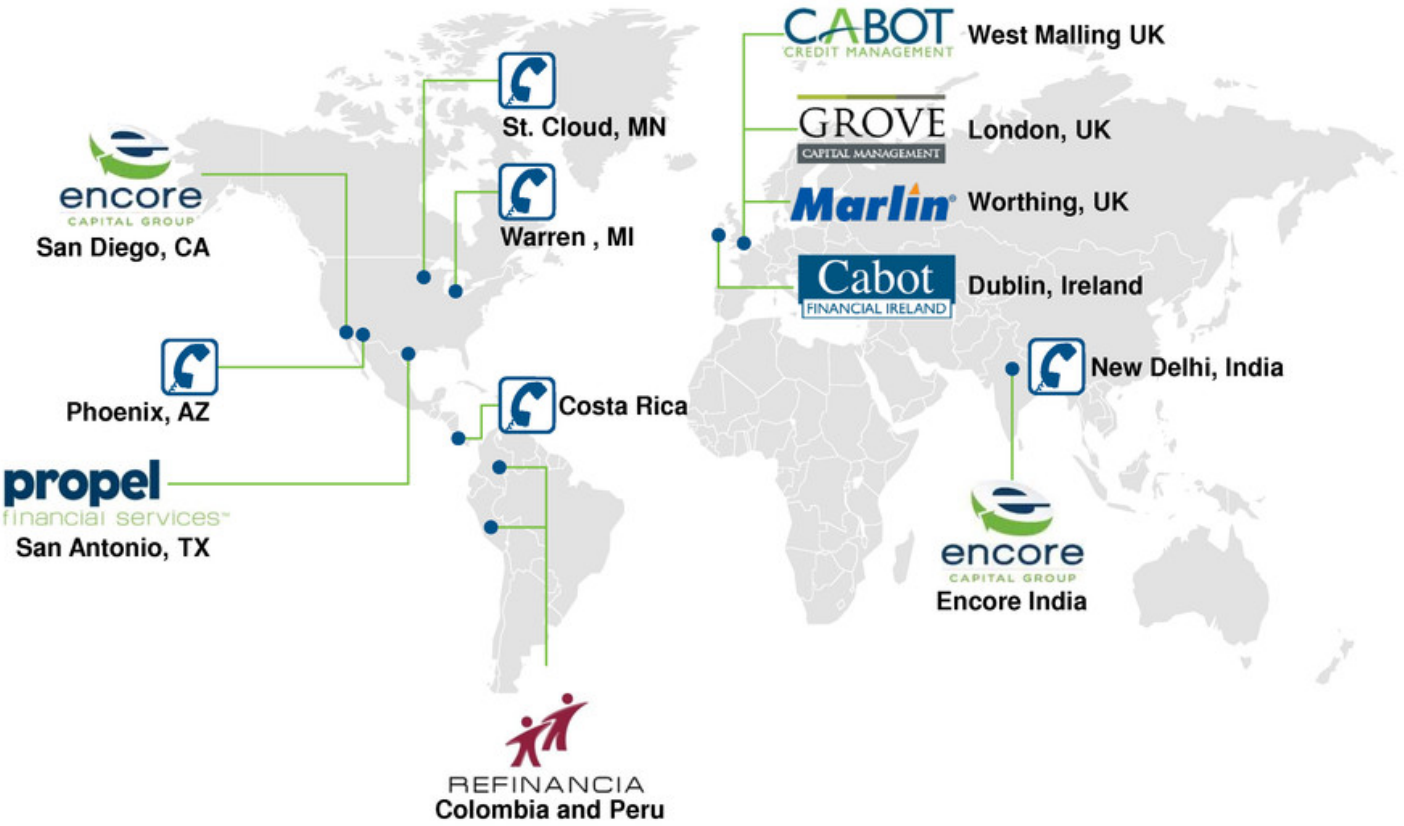 CABOT
CREDIT MANAGEMENT
West Malling UK
St. Cloud, MN
GROVE
CAPITAL MANAGEMENT
London, UK
encore
CAPITAL GROUP
San Diego, CA
Warren , MI
Marlin®
Worthing, UK
Cabot
FINANCIAL IRELAND
Dublin, Ireland
New Delhi, India
Phoenix, AZ
Costa Rica
propel
financial services™
San Antonio, TX
encore
CAPITAL GROUP
Encore India
REFINANCIA
Colombia and Peru